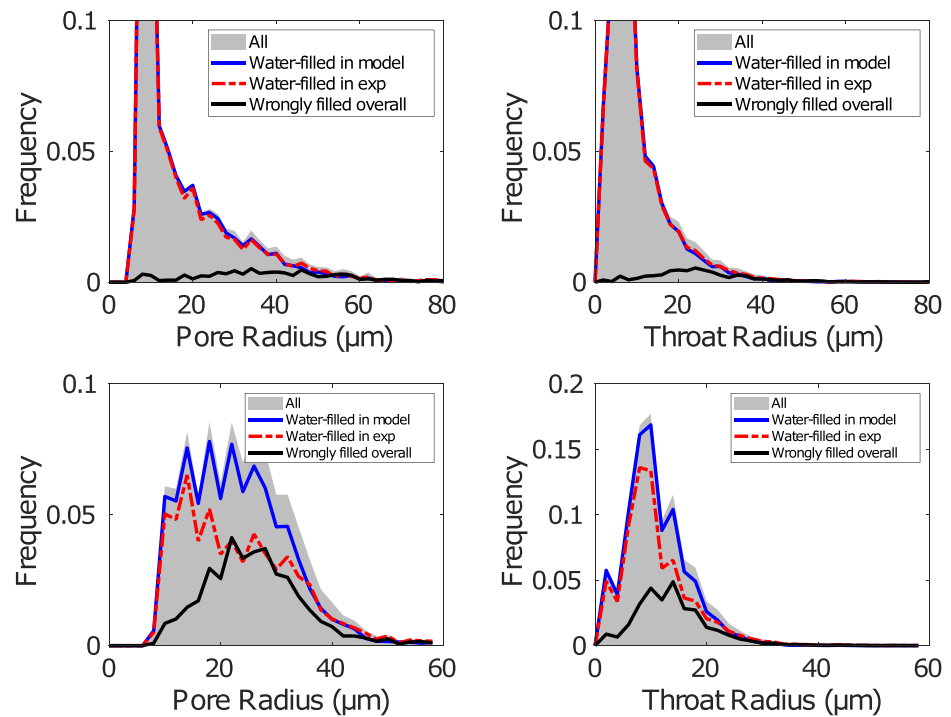 0.1
0.05
0
Frequency
All
Water-filled in model
Water-filled in exp
Wrongly filled overall
0 20 40 60 80
Pore Radius (μm)
0.1
0.05
0
Frequency
All
Water-filled in model
Water-filled in exp
Wrongly filled overall
0 20 40 60 80
Throat Radius (μm)
0.1
0.05
0
Frequency
All
Water-filled in model
Water-filled in exp
Wrongly filled overall
0 20 40 60
Pore Radius (μm)
0.2
0.15
0.1
0.05
0
Frequency
All
Water-filled in model
Water-filled in exp
Wrongly filled overall
0 20 40 60
Throat Radius (μm)